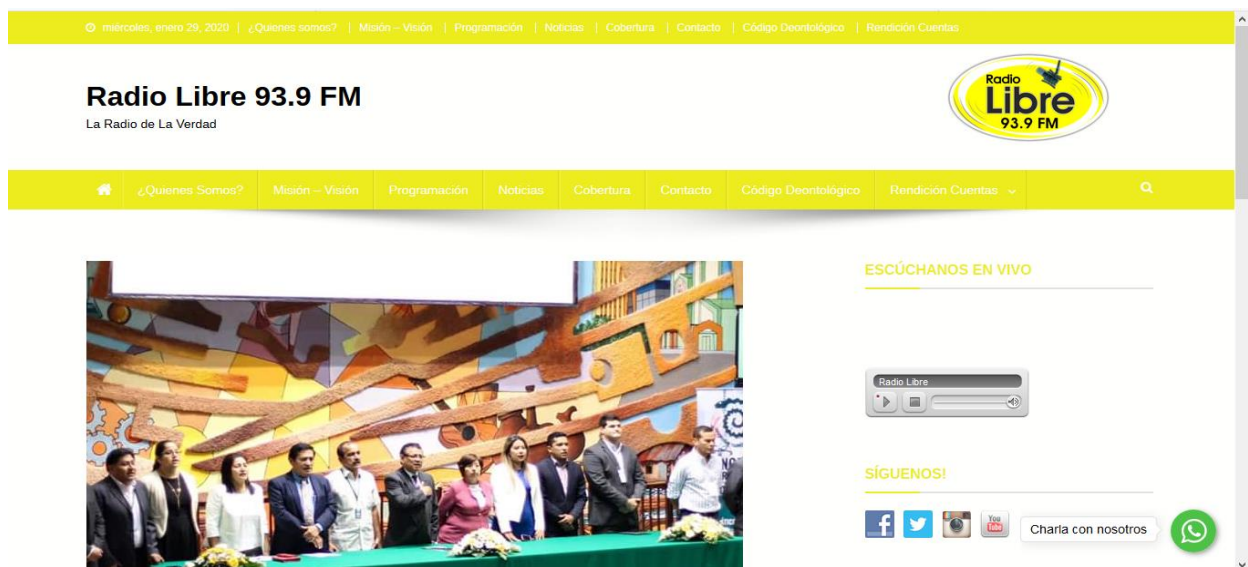 miércoles, enero 29, 2020 | ¿Quienes somos? | Misión – Visión | Programación | Noticias | Cobertura | Contacto | Código Deontológico | Rendición Cuentas
Radio Libre 93.9 FM
La Radio de La Verdad
Radio
Libre
93.9 FM
¿Quienes Somos? Misión – Visión Programación Noticias Cobertura Contacto Código Deontológico Rendición Cuentas
ESCÚCHANOS EN VIVO
Radio Libre
SÍGUENOS!
You
Tube
Charla con nosotros